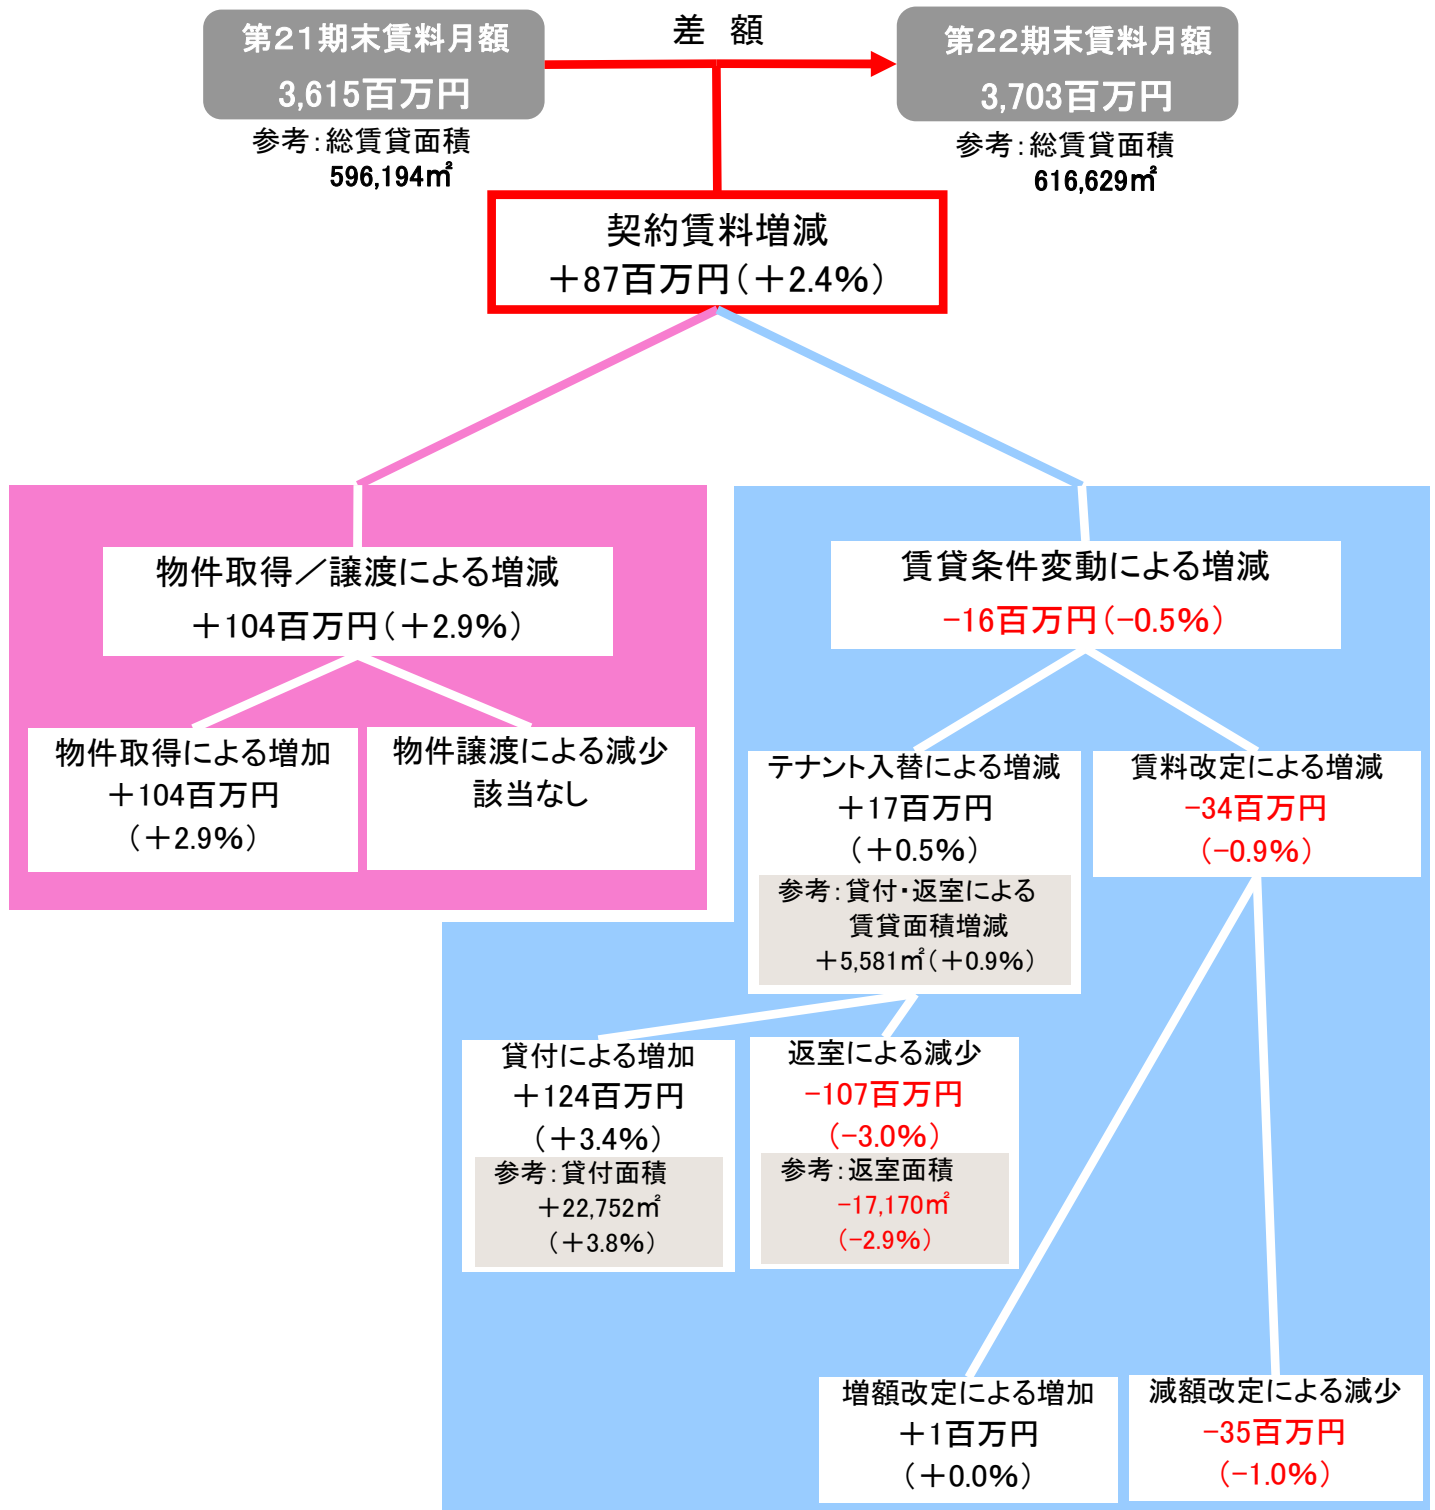 第21期末賃料月額
3,615百万円
参考：総賃貸面積
596,194㎡
差　額
第22期末賃料月額
3,703百万円
参考：総賃貸面積
616,629㎡
契約賃料増減
＋87百万円（＋2.4％）
物件取得／譲渡による増減
＋104百万円（＋2.9％）
物件取得による増加
＋104百万円
（＋2.9％）
物件譲渡による減少
該当なし
賃貸条件変動による増減
−16百万円（−0.5％）
テナント入替による増減
＋17百万円
（＋0.5％）
参考：貸付・返室による
賃貸面積増減
＋5,581㎡（＋0.9％）
賃料改定による増減
−34百万円
（−0.9％）
貸付による増加
＋124百万円
（＋3.4％）
参考：貸付面積
＋22,752㎡
（＋3.8％）
返室による減少
−107百万円
（−3.0％）
参考：返室面積
−17,170㎡
（−2.9％）
増額改定による増加
＋1百万円
（＋0.0％）
減額改定による減少
−35百万円
（−1.0％）